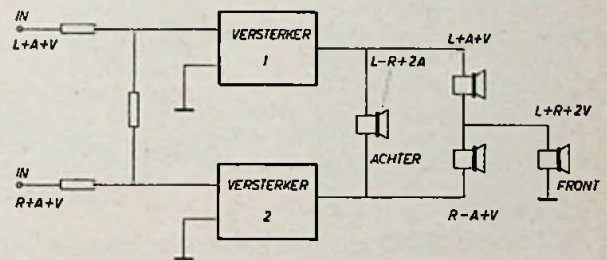 IN
L+A+V
VERSTERKER
1
L-R+2A
L+A+V
L+R+2V
ACHTER
FRONT
IN
R+A+V
VERSTERKER
2
R-A+V